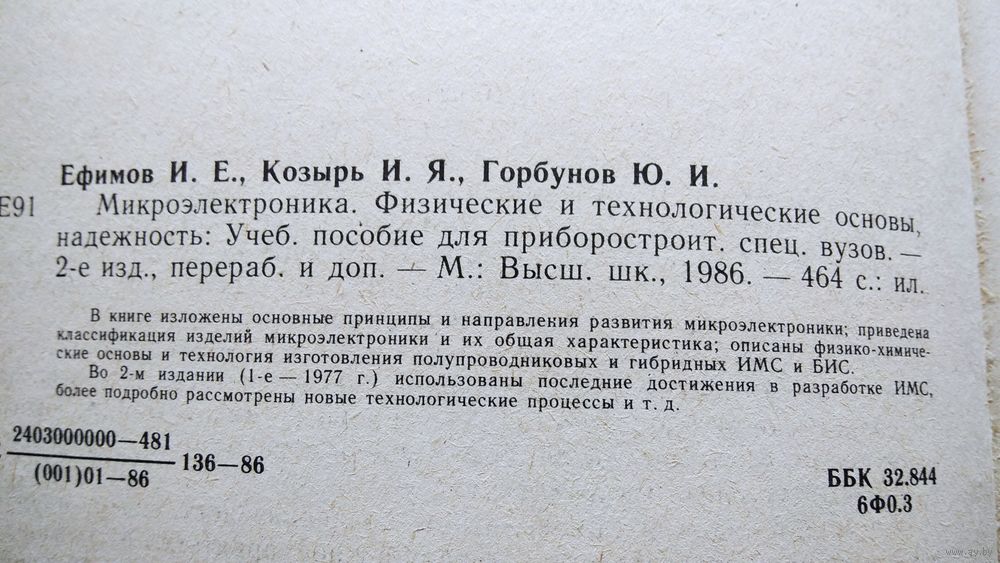 Ефимов И. Е., Козырь И. Я., Горбунов Ю. И.
Е91 Микроэлектроника. Физические и технологические основы,
надежность: Учеб. пособие для приборостроит. спец. вузов. —
2-е изд., перераб. и доп. — М.: Высш. шк., 1986. — 464 с.: ил.
В книге изложены основные принципы и направления развития микроэлектроники; приведена
классификация изделий микроэлектроники и их общая характеристика; описаны физико-химиче-
ские основы и технология изготовления полупроводниковых и гибридных ИМС и БИС.
Во 2-м издании (1-е — 1977 г.) использованы последние достижения в разработке ИМС,
более подробно рассмотрены новые технологические процессы и т. д.
2403000000—481
(001)01—86
136—86
ББК 32.844
6Ф0.3
www.ay.by